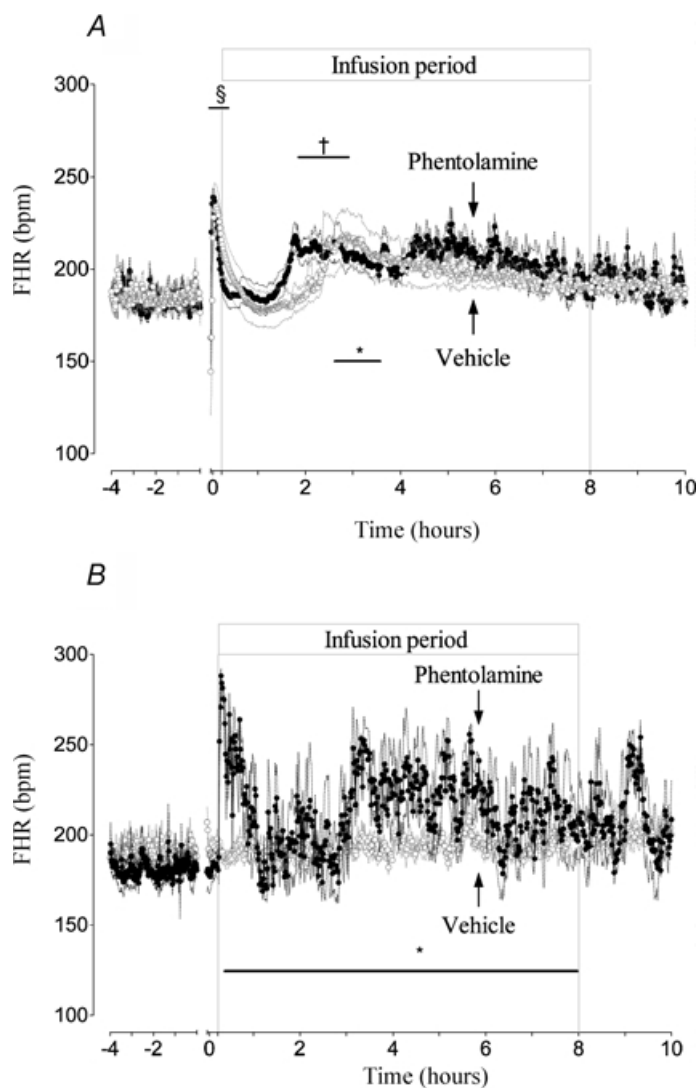 A
Infusion period
300
§
†
250
Phentolamine
FHR (bpm)
200
150
Vehicle
*
100
-4 -2 0 2 4 6 8 10
Time (hours)
B
Infusion period
300
Phentolamine
250
FHR (bpm)
200
150
Vehicle
*
100
-4 -2 0 2 4 6 8 10
Time (hours)